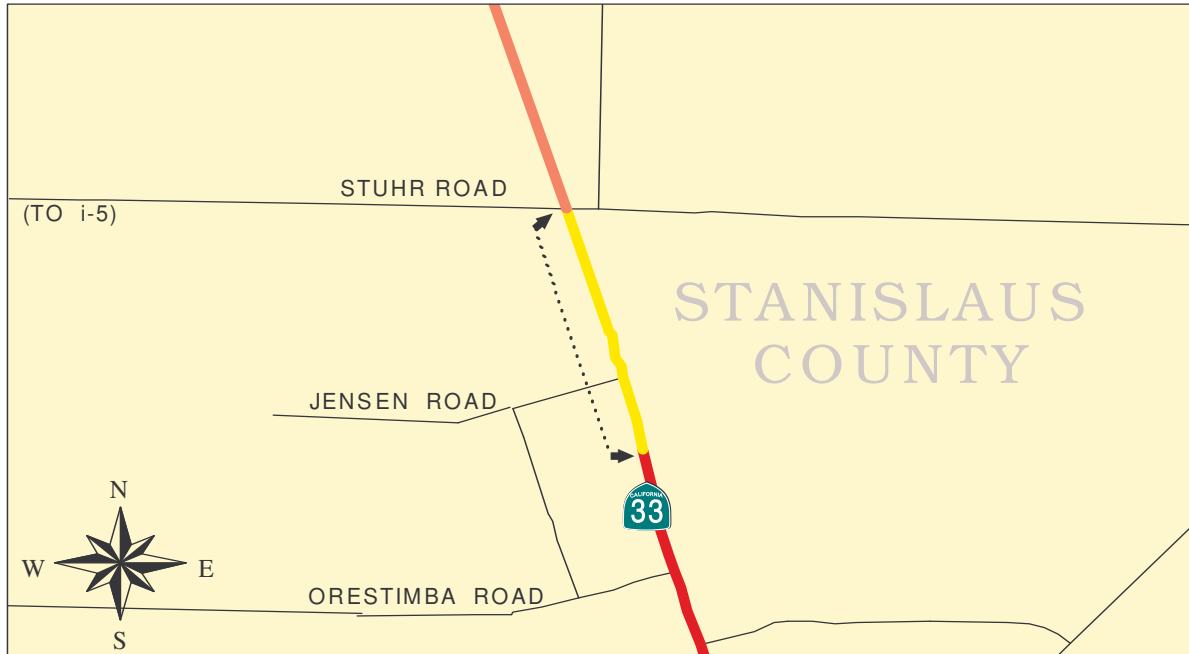 STUHR ROAD
(TO i-5)
STANISLAUS
COUNTY
JENSEN ROAD
CALIFORNIA
33
N
W
E
S
ORESTIMBA ROAD